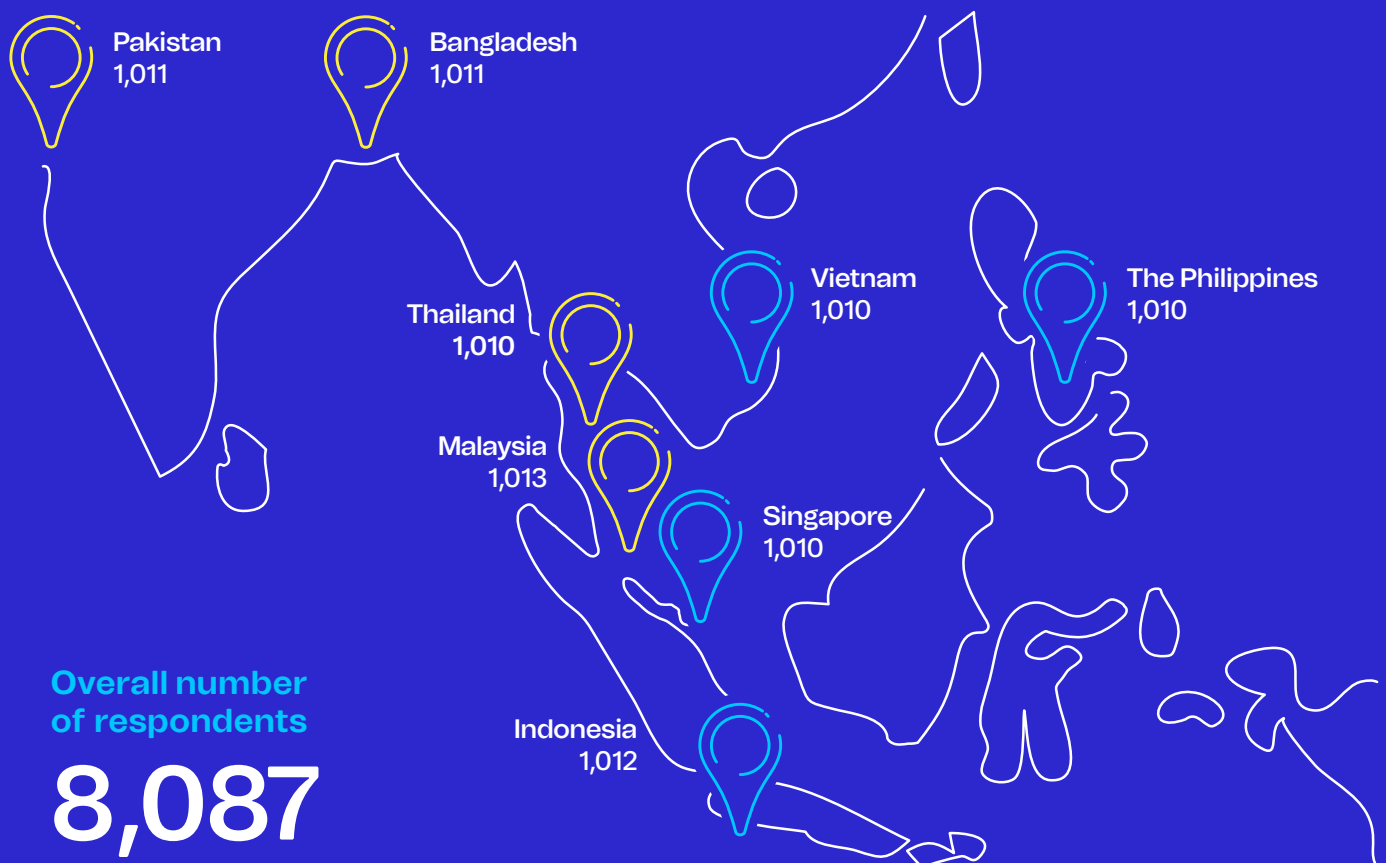 Pakistan
1,011
Bangladesh
1,011
Vietnam
1,010
The Philippines
1,010
Thailand
1,010
Malaysia
1,013
Singapore
1,010
Indonesia
1,012
Overall number
of respondents
8,087